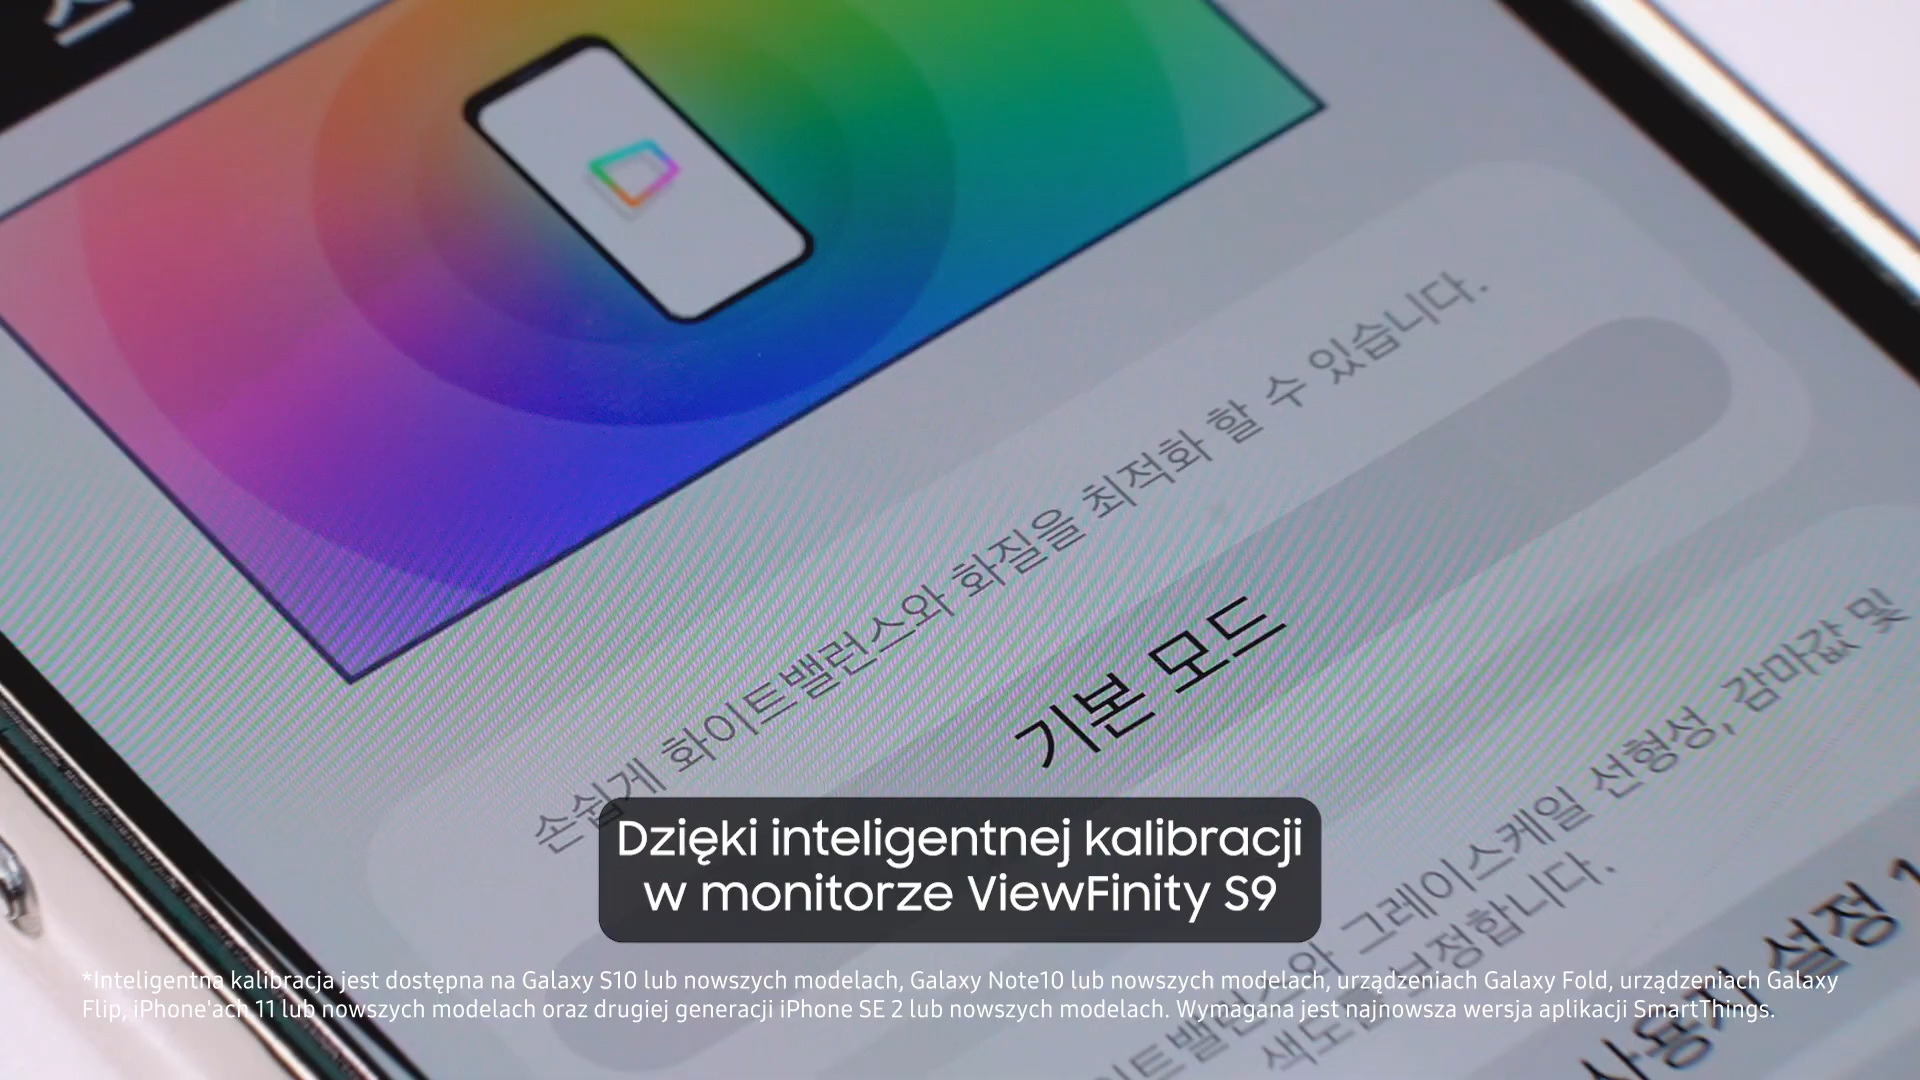 손쉽게 화이트밸런스와 화질을 최적화 할 수 있습니다.
기본 모드
그레이스케일 선형성, 감마값 및
사용자 설정 1
Dzięki inteligentnej kalibracji
w monitorze ViewFinity S9
*Inteligentna kalibracja jest dostępna na Galaxy S10 lub nowszych modelach, Galaxy Note10 lub nowszych modelach, urządzeniach Galaxy Fold, urządzeniach Galaxy
Flip, iPhone'ach 11 lub nowszych modelach oraz drugiej generacji iPhone SE 2 lub nowszych modelach. Wymagana jest najnowsza wersja aplikacji SmartThings.